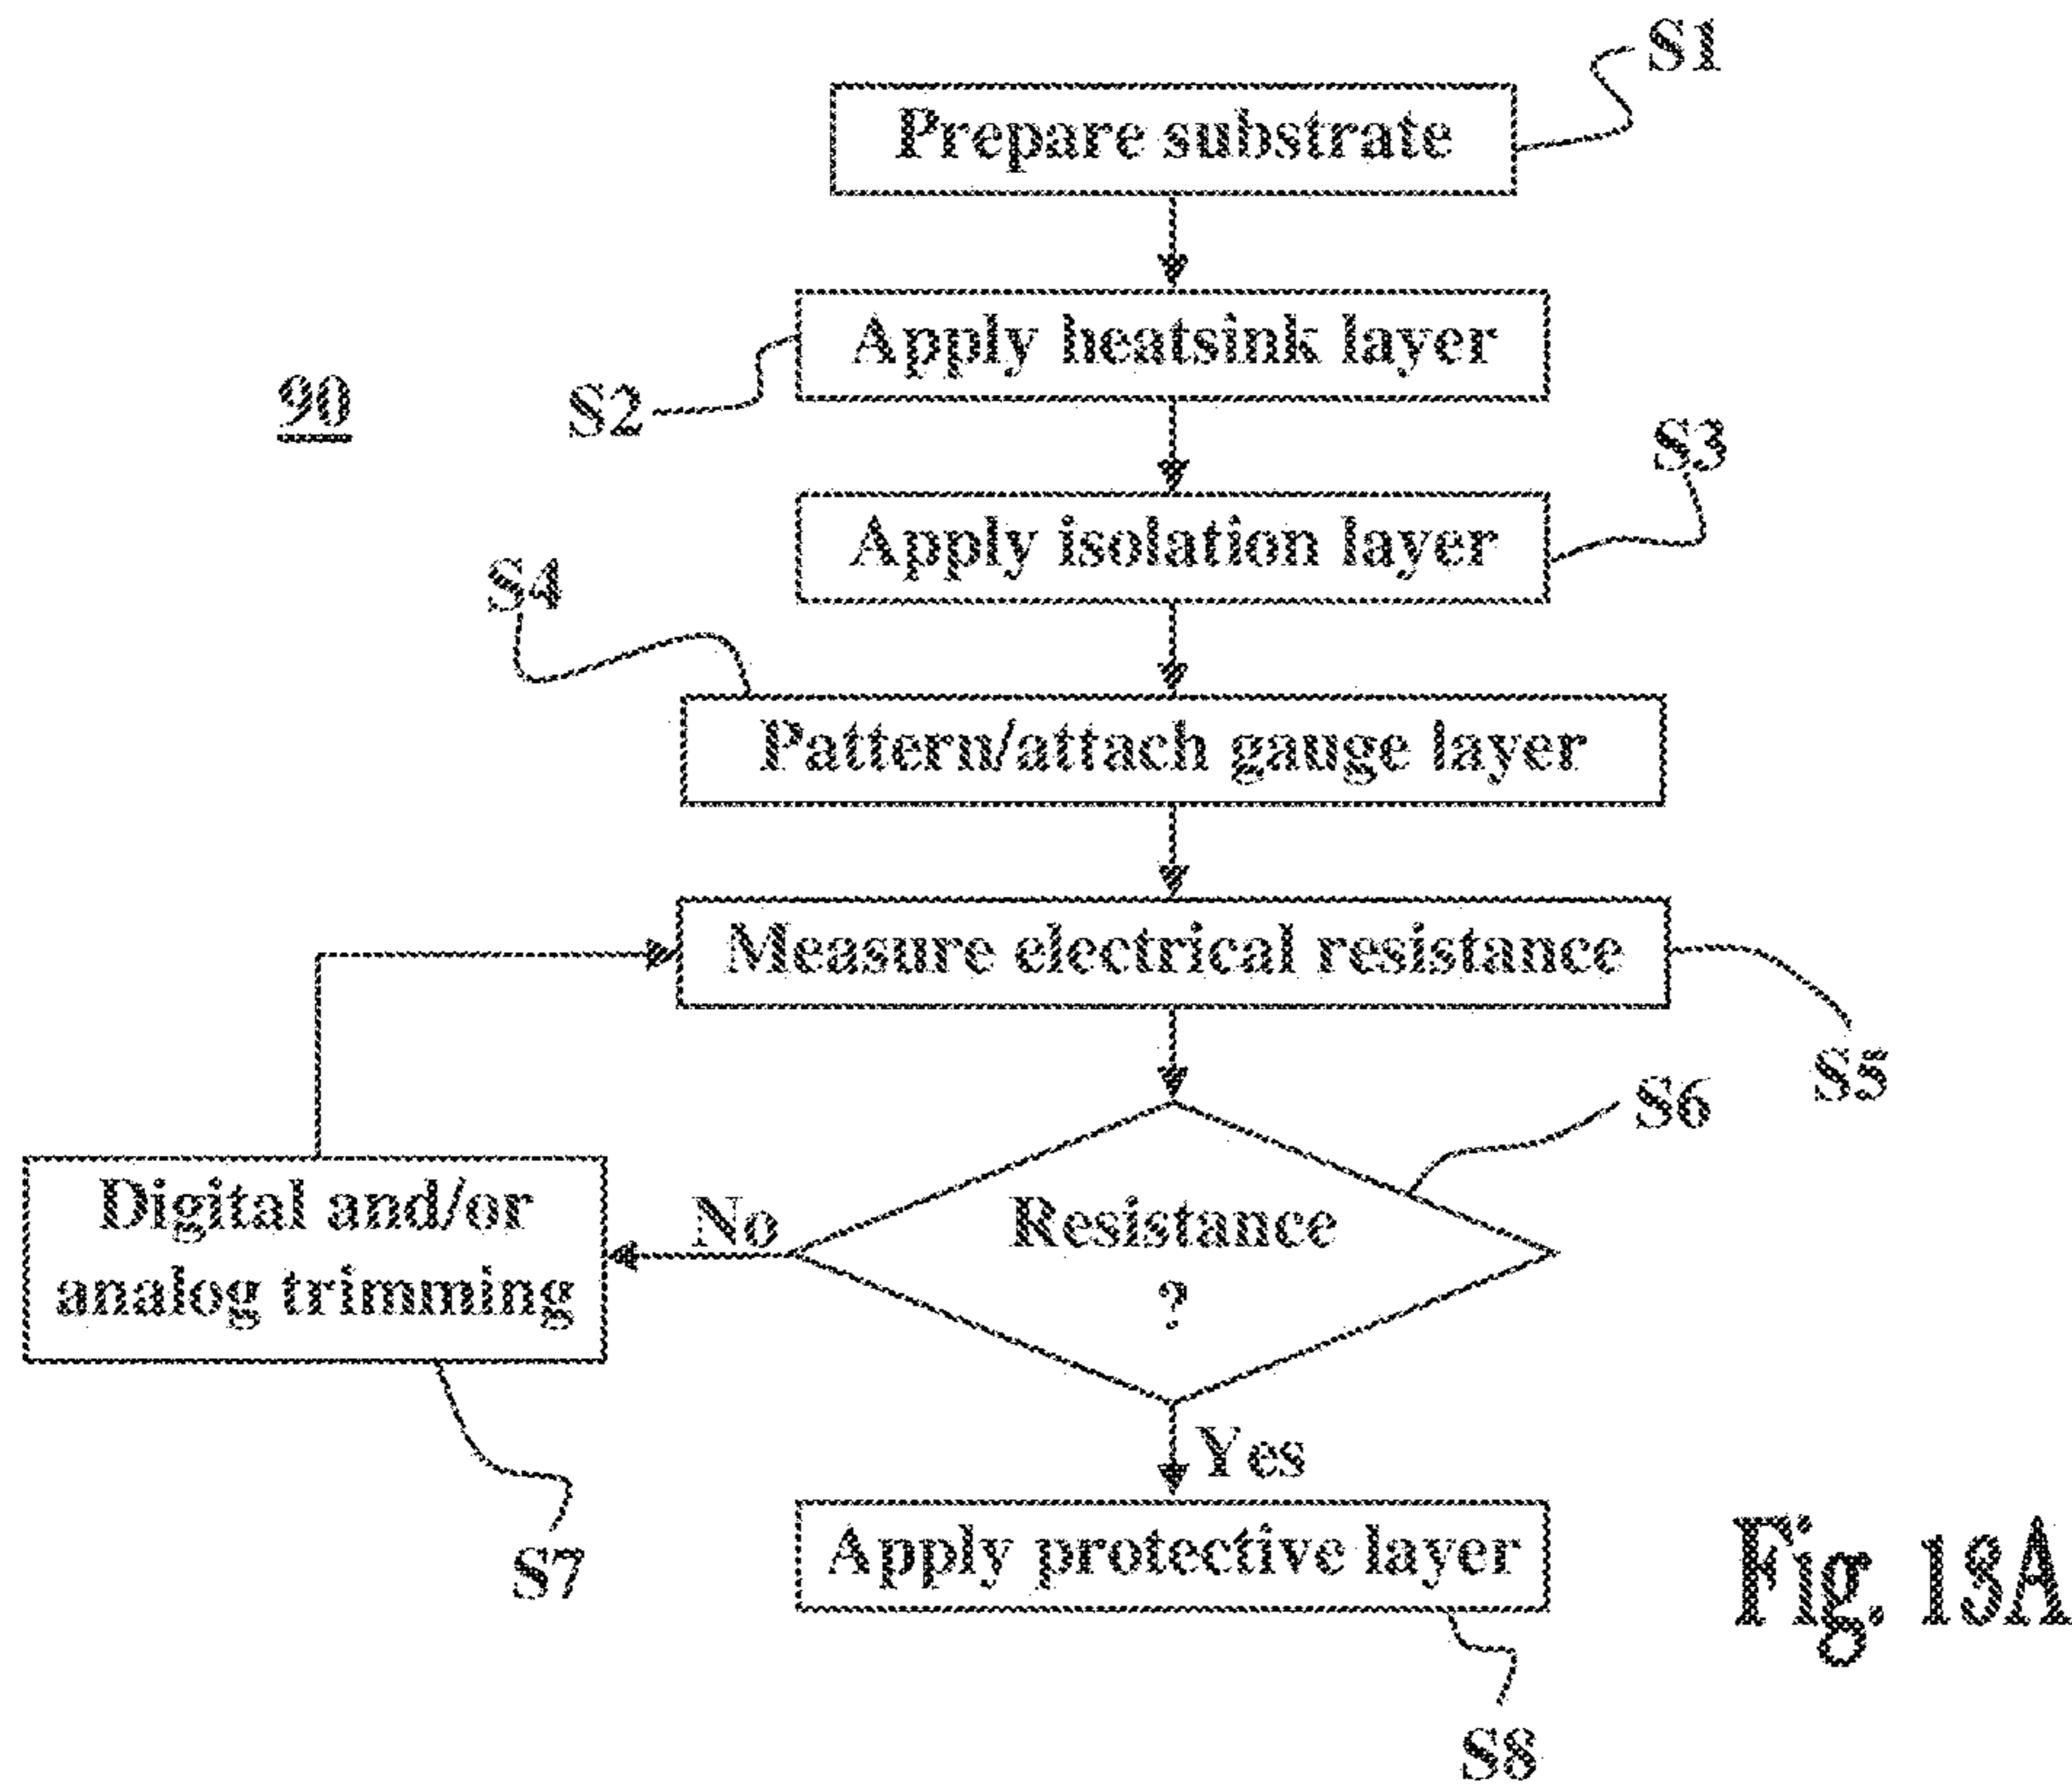 S1
Prepare substrate
Apply heatsink layer
90
S2
S3
Apply isolation layer
S4
Pattern/attach gauge layer
Measure electrical resistance
S5
S6
Digital and/or
analog trimming
No
Resistance
?
Yes
S7
Apply protective layer
Fig. 13A
S8